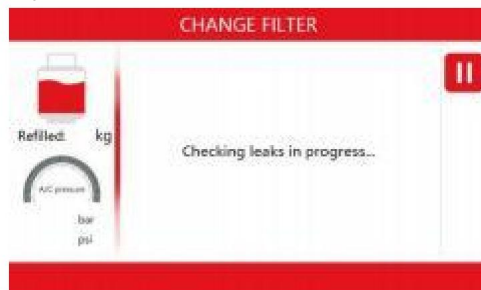 CHANGE FILTER
Refilled: kg
Checking leaks in progress...
A/C pressure
bar
psi